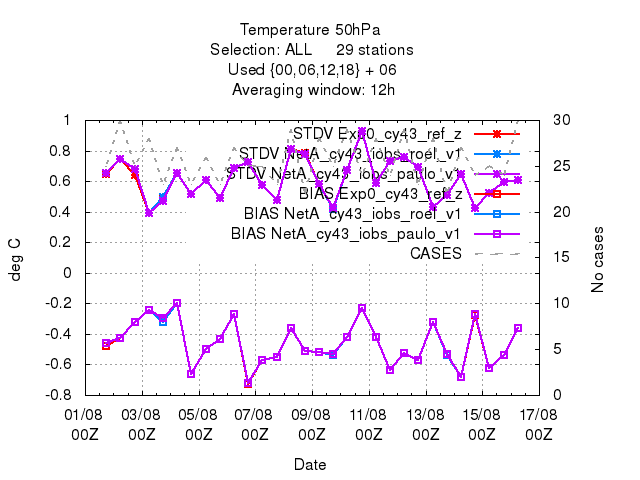 Temperature 50hPa
Selection: ALL 29 stations
Used {00,06,12,18} + 06
Averaging window: 12h
1
0.8
0.6
0.4
0.2
0
-0.2
-0.4
-0.6
-0.8
deg C
30
25
20
15
10
5
0
No cases
STDV Exp0_cy43_ref_z
STDV NetA_cy43_iobs_roel_v1
STDV NetA_cy43_iobs_paulo_v1
BIAS Exp0_cy43_ref_z
BIAS NetA_cy43_iobs_roel_v1
BIAS NetA_cy43_iobs_paulo_v1
CASES
01/08 03/08 05/08 07/08 09/08 11/08 13/08 15/08 17/08
00Z 00Z 00Z 00Z 00Z 00Z 00Z 00Z 00Z
Date